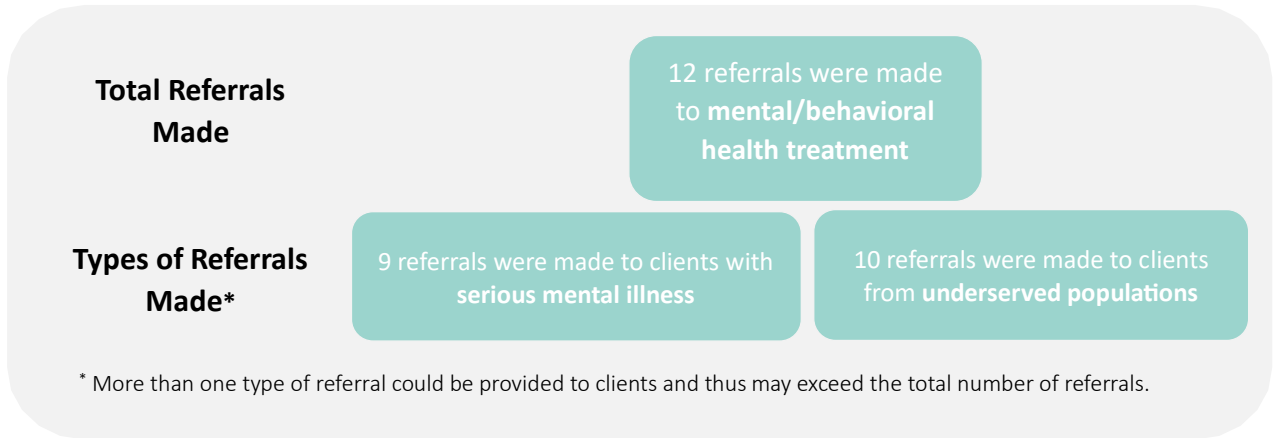 Total Referrals
Made
12 referrals were made
to mental/behavioral
health treatment
Types of Referrals
Made*
9 referrals were made to clients with
serious mental illness
10 referrals were made to clients
from underserved populations
* More than one type of referral could be provided to clients and thus may exceed the total number of referrals.